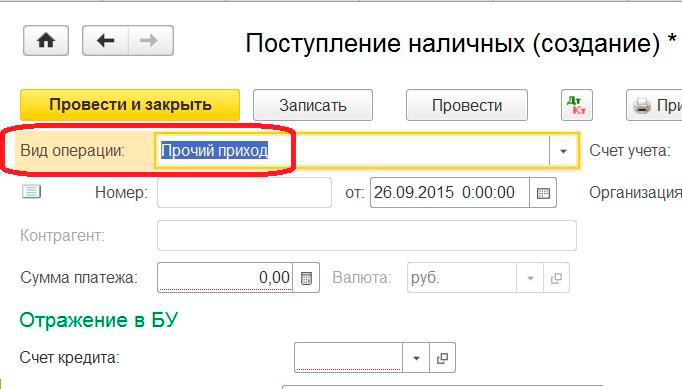 Поступление наличных (создание) *
Провести и закрыть Записать Провести Дт Кт При
Вид операции: Прочий приход Счет учета:
Номер: от: 26.09.2015 0:00:00 Организация
Контрагент:
Сумма платежа: 0,00 Валюта: руб.
Отражение в БУ
Счет кредита: